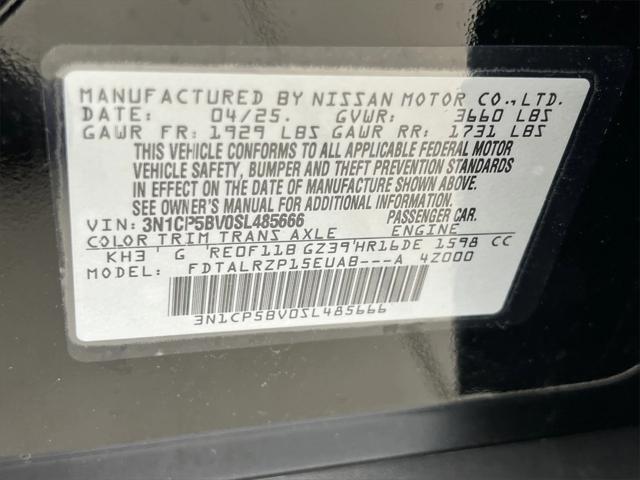 MANUFACTURED BY NISSAN MOTOR CO., LTD.
DATE: 04/25. GVWR: 3660 LBS
GAWR FR: 1929 LBS GAWR RR: 1731 LBS
THIS VEHICLE CONFORMS TO ALL APPLICABLE FEDERAL MOTOR
VEHICLE SAFETY, BUMPER AND THEFT PREVENTION STANDARDS
IN EFFECT ON THE DATE OF MANUFACTURE SHOWN ABOVE.
SEE OWNER'S MANUAL FOR ADDITIONAL INFORMATION.
VIN: 3N1CP5BV0SL485666 PASSENGER CAR.
COLOR TRIM TRANS AXLE ENGINE
KH3 G RE0F11B GZ39 HR16DE 1598 CC
MODEL: FDTALRZP15EUAB---A 4Z000
3N1CP5BV0SL485666